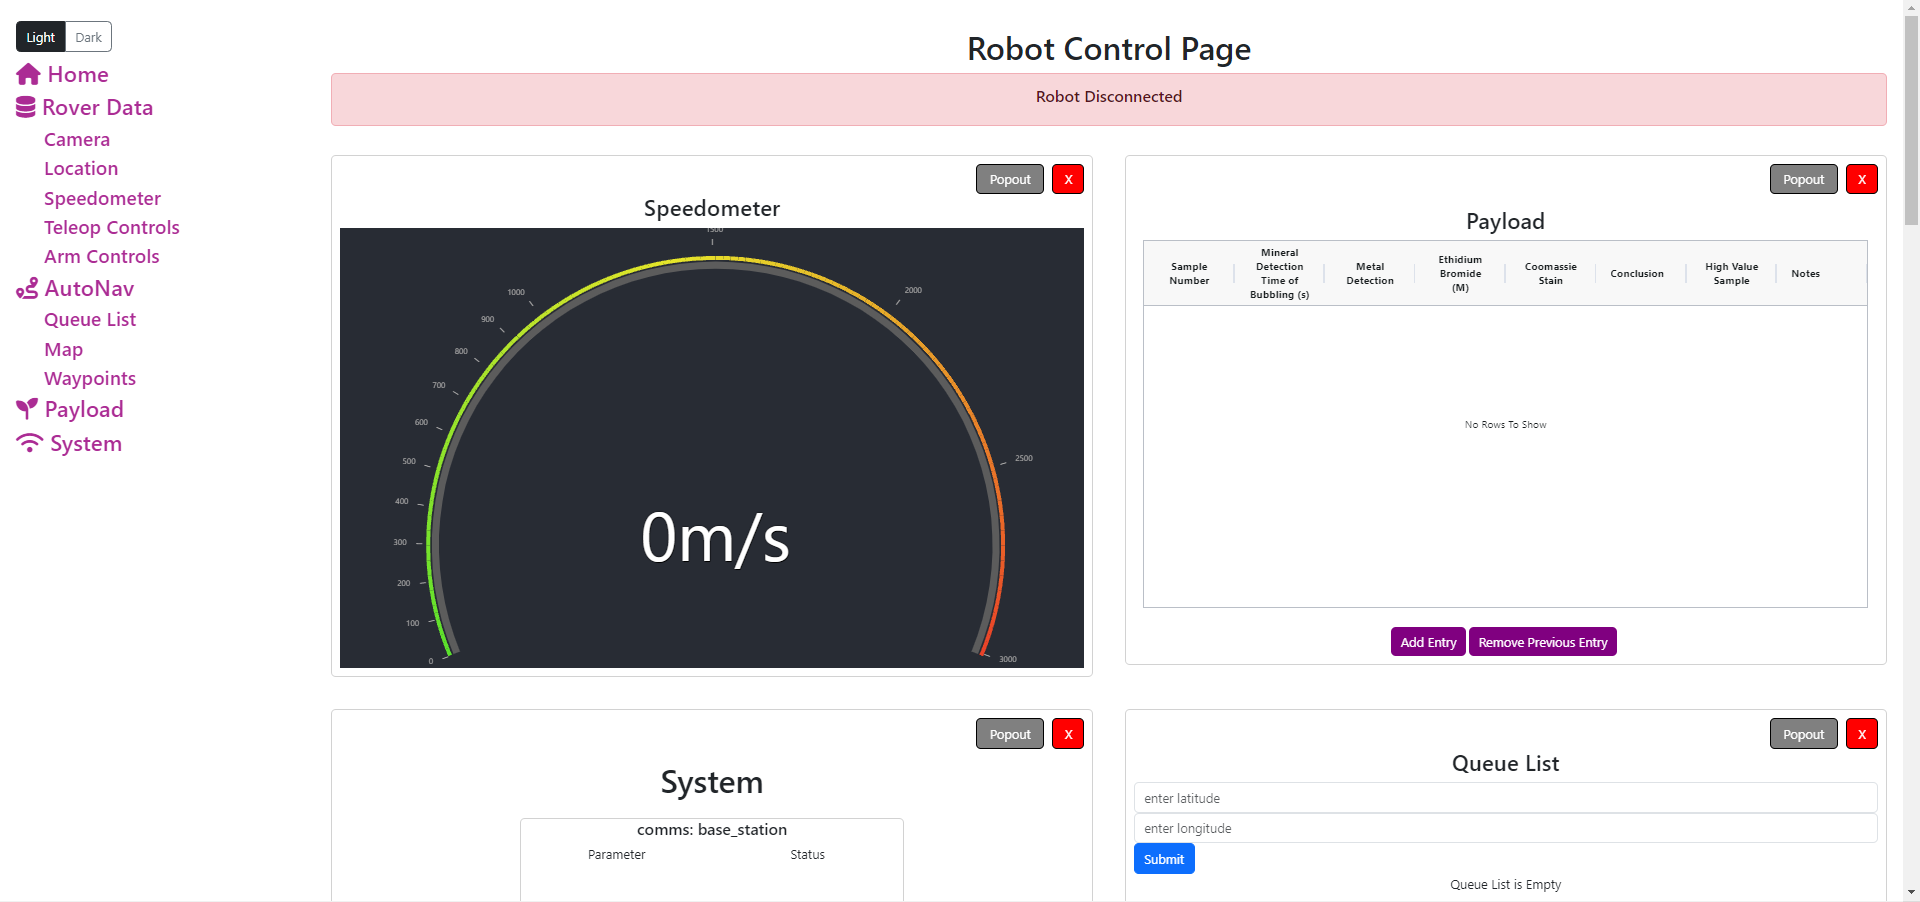 Light Dark
Home
Rover Data
Camera
Location
Speedometer
Teleop Controls
Arm Controls
AutoNav
Queue List
Map
Waypoints
Payload
System
Robot Control Page
Robot Disconnected
Popout X
Speedometer
1500
1000
2000
900
800
700
600
500
2500
400
300
200
100
0
3000
0m/s
Popout X
Payload
Sample
Number
Mineral
Detection
Time of
Bubbling (s)
Metal
Detection
Ethidium
Bromide
(M)
Coomassie
Stain
Conclusion
High Value
Sample
Notes
No Rows To Show
Add Entry Remove Previous Entry
Popout X
System
comms: base_station
Parameter Status
Popout X
Queue List
enter latitude
enter longitude
Submit
Queue List is Empty